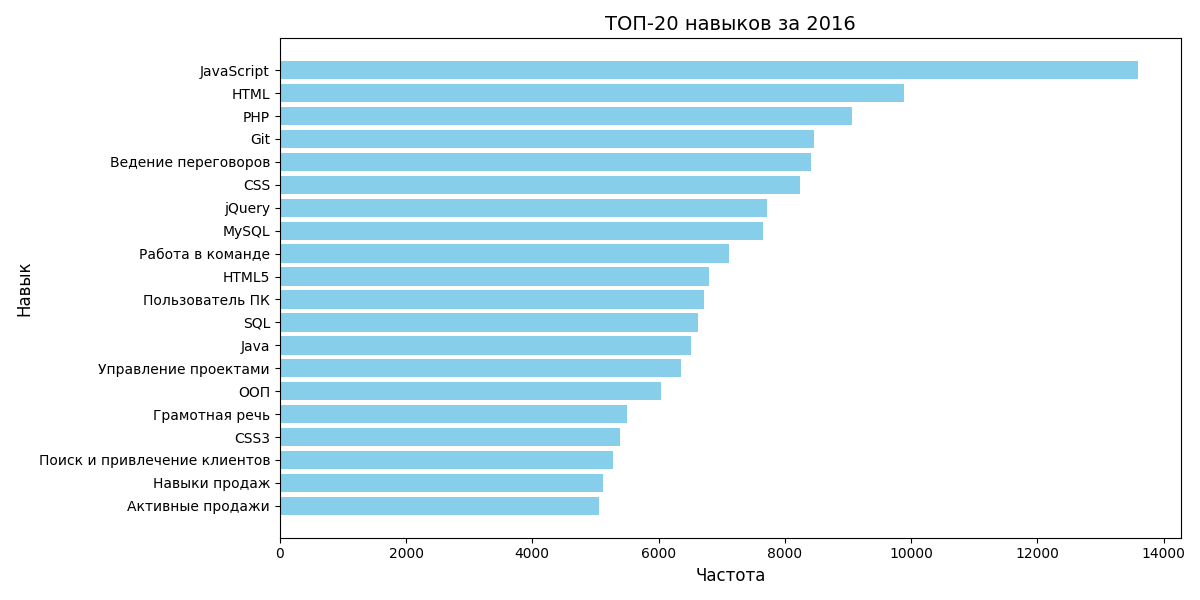 ТОП-20 навыков за 2016
JavaScript
HTML
PHP
Git
Ведение переговоров
CSS
jQuery
MySQL
Работа в команде
HTML5
Пользователь ПК
SQL
Java
Управление проектами
ООП
Грамотная речь
CSS3
Поиск и привлечение клиентов
Навыки продаж
Активные продажи
Навык
0 2000 4000 6000 8000 10000 12000 14000
Частота